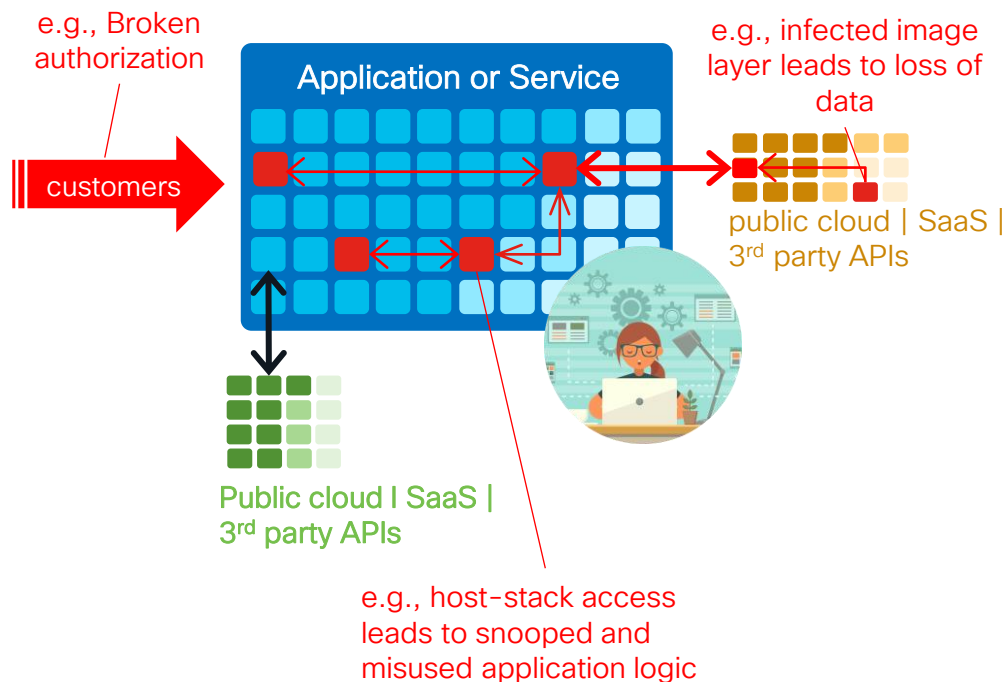 e.g., Broken
authorization
e.g., infected image
layer leads to loss of
data
Application or Service
customers
public cloud | SaaS |
3rd party APIs
Public cloud I SaaS |
3rd party APIs
e.g., host-stack access
leads to snooped and
misused application logic